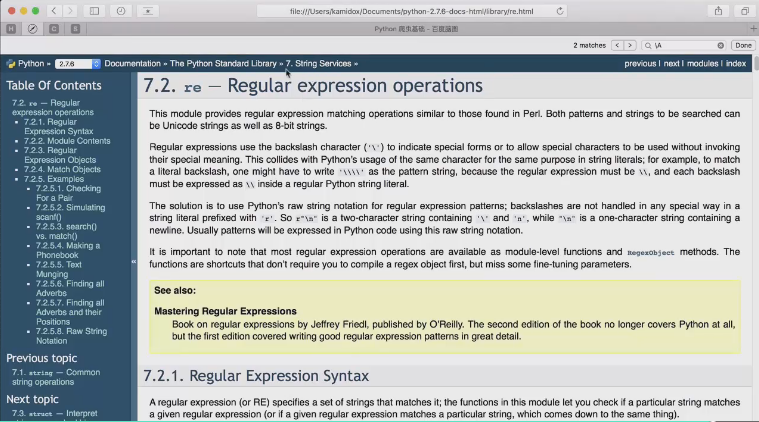 file:///Users/kamidox/Documents/python-2.7.6-docs-html/library/re.html
Python 爬虫基础 - 百度脑图
2 matches
\A
Done
Python »
2.7.6
Documentation » The Python Standard Library » 7. String Services »
previous | next | modules | index
Table Of Contents
7.2. re — Regular
expression operations
7.2.1. Regular
Expression Syntax
7.2.2. Module Contents
7.2.3. Regular
Expression Objects
7.2.4. Match Objects
7.2.5. Examples
7.2.5.1. Checking
For a Pair
7.2.5.2. Simulating
scanf()
7.2.5.3. search()
vs. match()
7.2.5.4. Making a
Phonebook
7.2.5.5. Text
Munging
7.2.5.6. Finding all
Adverbs
7.2.5.7. Finding all
Adverbs and their
Positions
7.2.5.8. Raw String
Notation
Previous topic
7.1. string — Common
string operations
Next topic
7.3. struct — Interpret
«
7.2. re — Regular expression operations
This module provides regular expression matching operations similar to those found in Perl. Both patterns and strings to be searched can
be Unicode strings as well as 8-bit strings.
Regular expressions use the backslash character ('\') to indicate special forms or to allow special characters to be used without invoking
their special meaning. This collides with Python's usage of the same character for the same purpose in string literals; for example, to match
a literal backslash, one might have to write '\\\\' as the pattern string, because the regular expression must be \\, and each backslash
must be expressed as \\ inside a regular Python string literal.
The solution is to use Python's raw string notation for regular expression patterns; backslashes are not handled in any special way in a
string literal prefixed with 'r'. So r"\n" is a two-character string containing '\' and 'n', while "\n" is a one-character string containing a
newline. Usually patterns will be expressed in Python code using this raw string notation.
It is important to note that most regular expression operations are available as module-level functions and RegexObject methods. The
functions are shortcuts that don't require you to compile a regex object first, but miss some fine-tuning parameters.
See also:
Mastering Regular Expressions
Book on regular expressions by Jeffrey Friedl, published by O'Reilly. The second edition of the book no longer covers Python at all,
but the first edition covered writing good regular expression patterns in great detail.
7.2.1. Regular Expression Syntax
A regular expression (or RE) specifies a set of strings that matches it; the functions in this module let you check if a particular string matches
a given regular expression (or if a given regular expression matches a particular string, which comes down to the same thing).